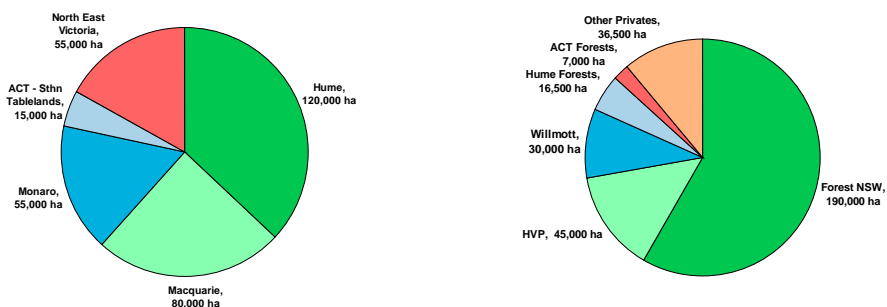 North East
Victoria,
55,000 ha
Hume,
120,000 ha
ACT - Sthn
Tablelands,
15,000 ha
Monaro,
55,000 ha
Macquarie,
80,000 ha
Other Privates,
36,500 ha
ACT Forests,
7,000 ha
Hume Forests,
16,500 ha
Willmott,
30,000 ha
Forest NSW,
190,000 ha
HVP,  45,000 ha